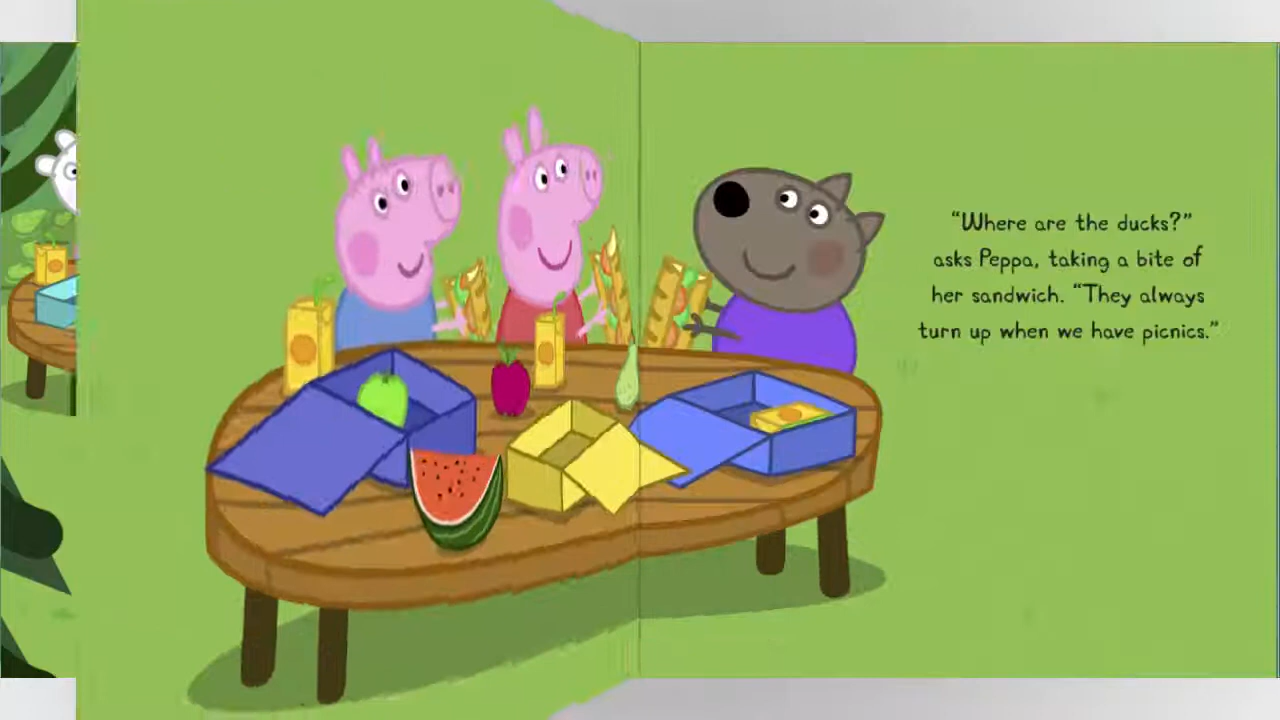 “Where are the ducks?”
asks Peppa, taking a bite of
her sandwich. “They always
turn up when we have picnics.”